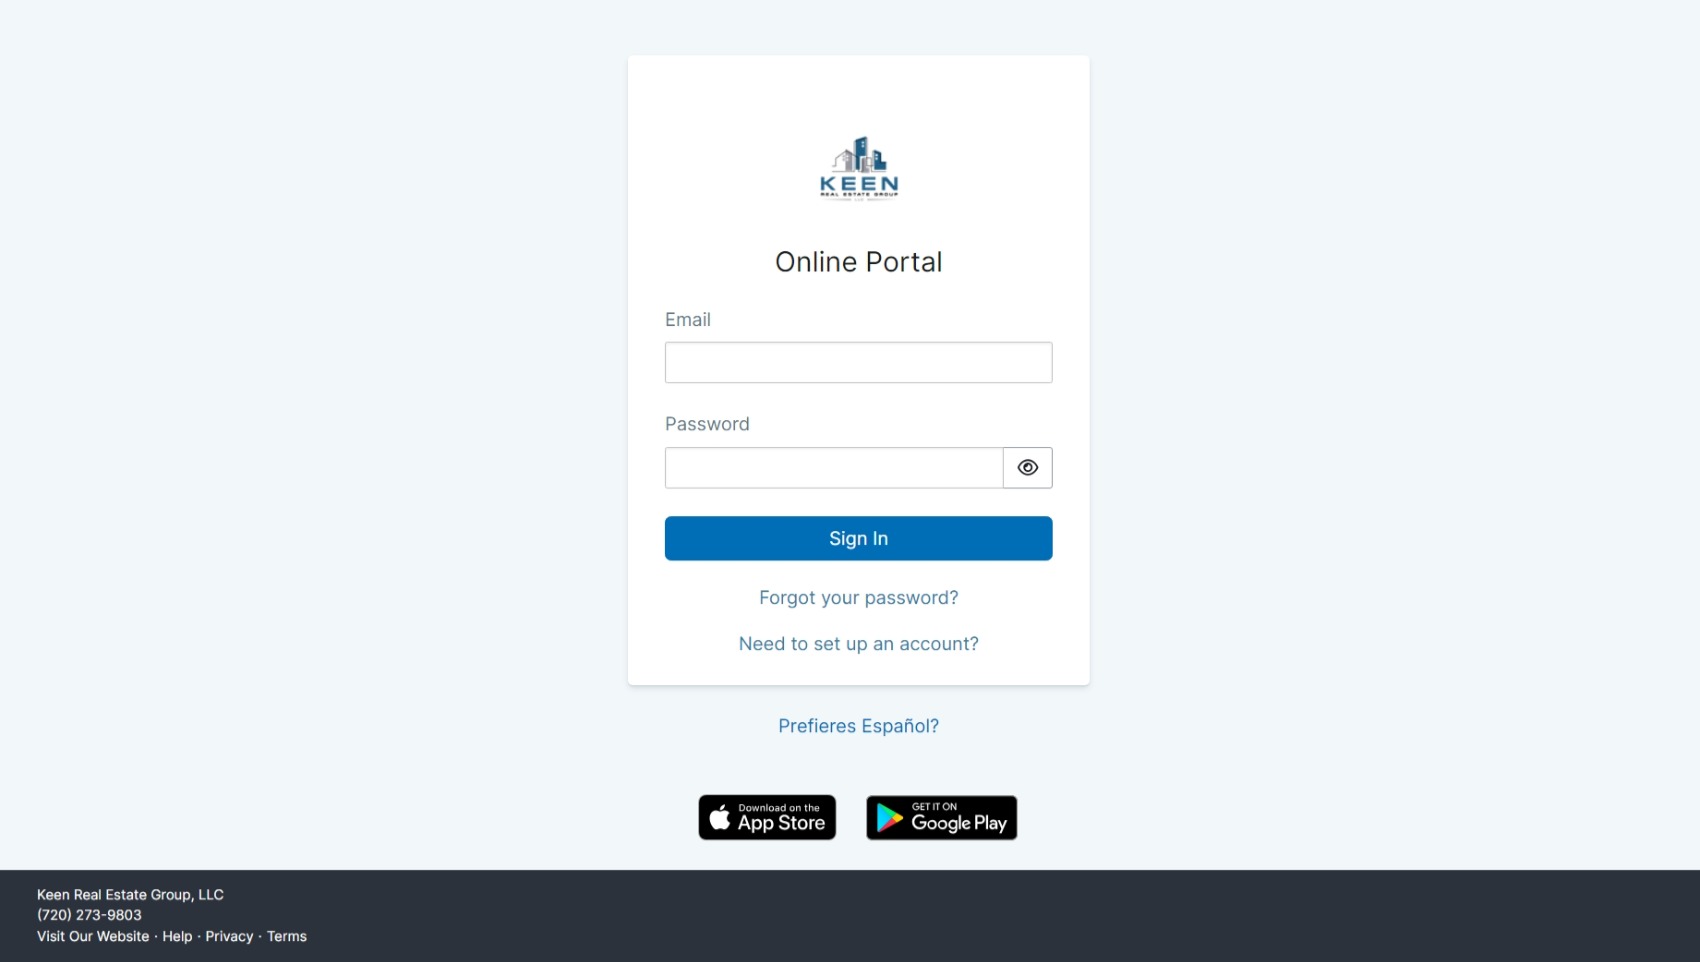 KEEN
REAL ESTATE GROUP
Online Portal
Email
Password
Sign In
Forgot your password?
Need to set up an account?
Prefieres Español?
Download on the
App Store
GET IT ON
Google Play
Keen Real Estate Group, LLC
(720) 273-9803
Visit Our Website · Help · Privacy · Terms